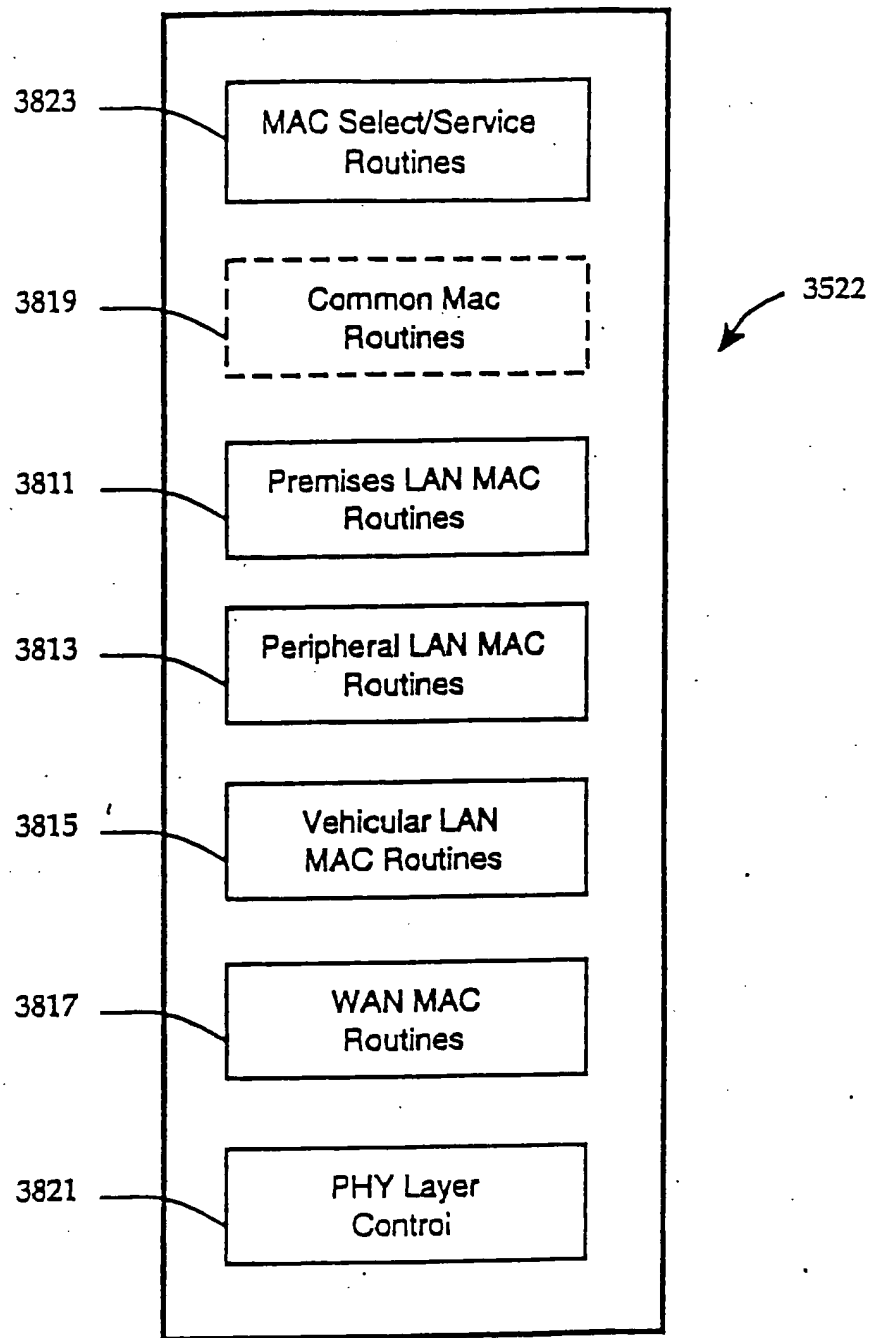 3823
MAC Select/Service
Routines
3819
Common Mac
Routines
3522
3811
Premises LAN MAC
Routines
3813
Peripheral LAN MAC
Routines
3815
Vehicular LAN
MAC Routines
3817
WAN MAC
Routines
3821
PHY Layer
Control